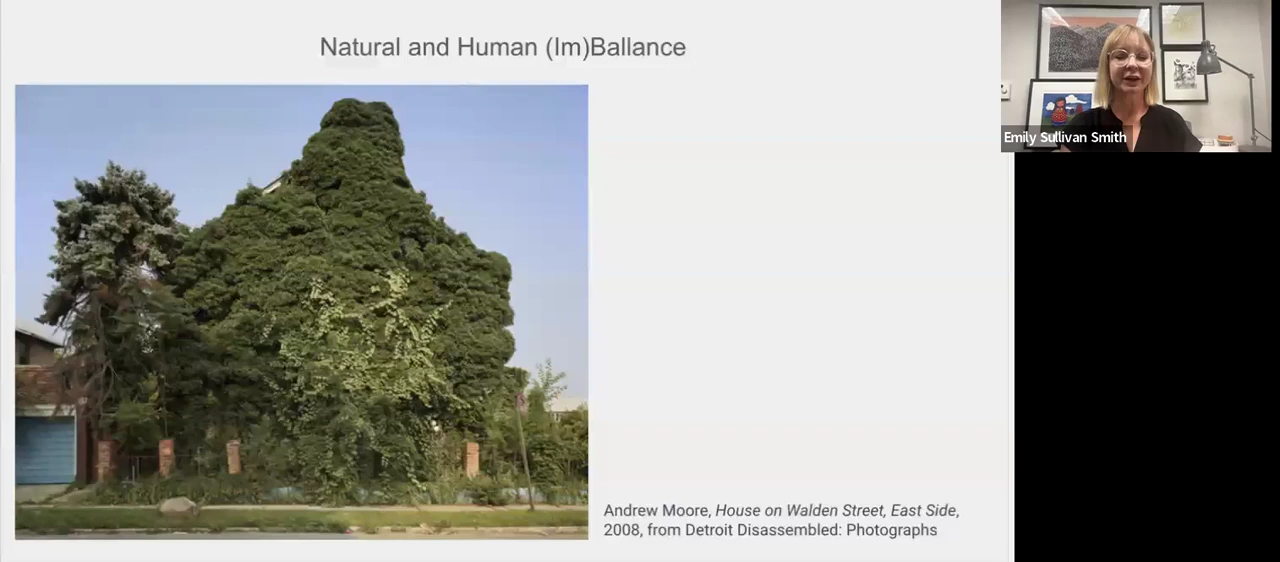 Natural and Human (Im)Ballance
Emily Sullivan Smith
Andrew Moore, House on Walden Street, East Side,
2008, from Detroit Disassembled: Photographs